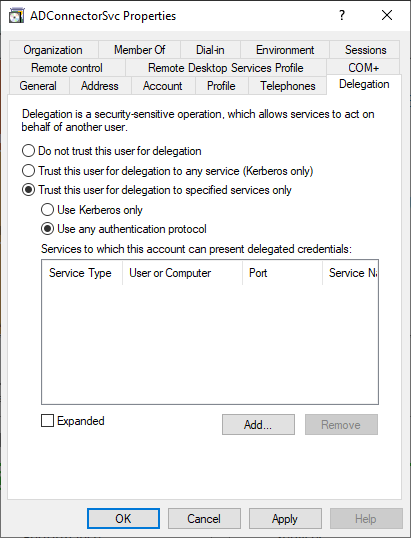 ADConnectorSvc Properties
?
Organization Member Of Dial-in Environment Sessions
Remote control Remote Desktop Services Profile COM+
General Address Account Profile Telephones Delegation
Delegation is a security-sensitive operation, which allows services to act on
behalf of another user.
Do not trust this user for delegation
Trust this user for delegation to any service (Kerberos only)
Trust this user for delegation to specified services only
Use Kerberos only
Use any authentication protocol
Services to which this account can present delegated credentials:
Service Type User or Computer Port Service Na
Expanded
Add... Remove
OK Cancel Apply Help